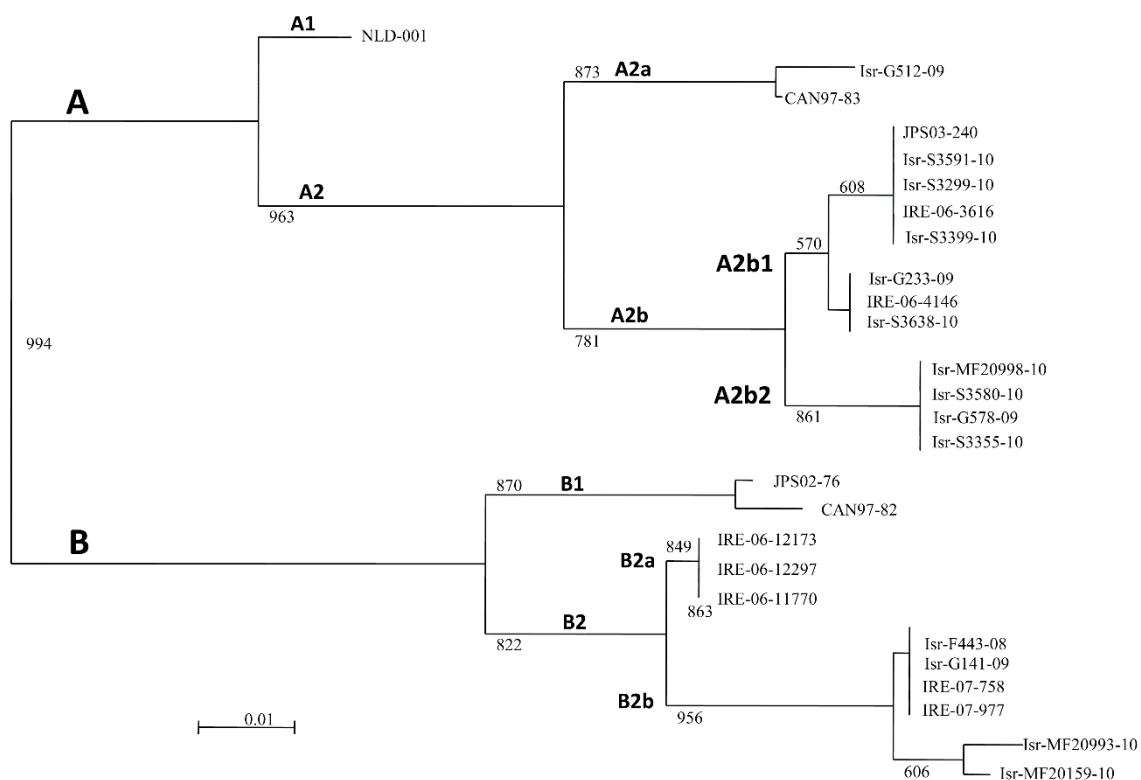 A1
NLD-001
873
A2a
Isr-G512-09
CAN97-83
A
JPS03-240
Isr-S3591-10
608
Isr-S3299-10
A2
963
IRE-06-3616
Isr-S3399-10
570
A2b1
Isr-G233-09
IRE-06-4146
Isr-S3638-10
A2b
781
994
Isr-MF20998-10
A2b2
Isr-S3580-10
861
Isr-G578-09
Isr-S3355-10
870
B1
JPS02-76
CAN97-82
B
849
IRE-06-12173
B2a
IRE-06-12297
863
IRE-06-11770
B2
822
Isr-F443-08
Isr-G141-09
IRE-07-758
B2b
956
IRE-07-977
0.01
Isr-MF20993-10
606
Isr-MF20159-10